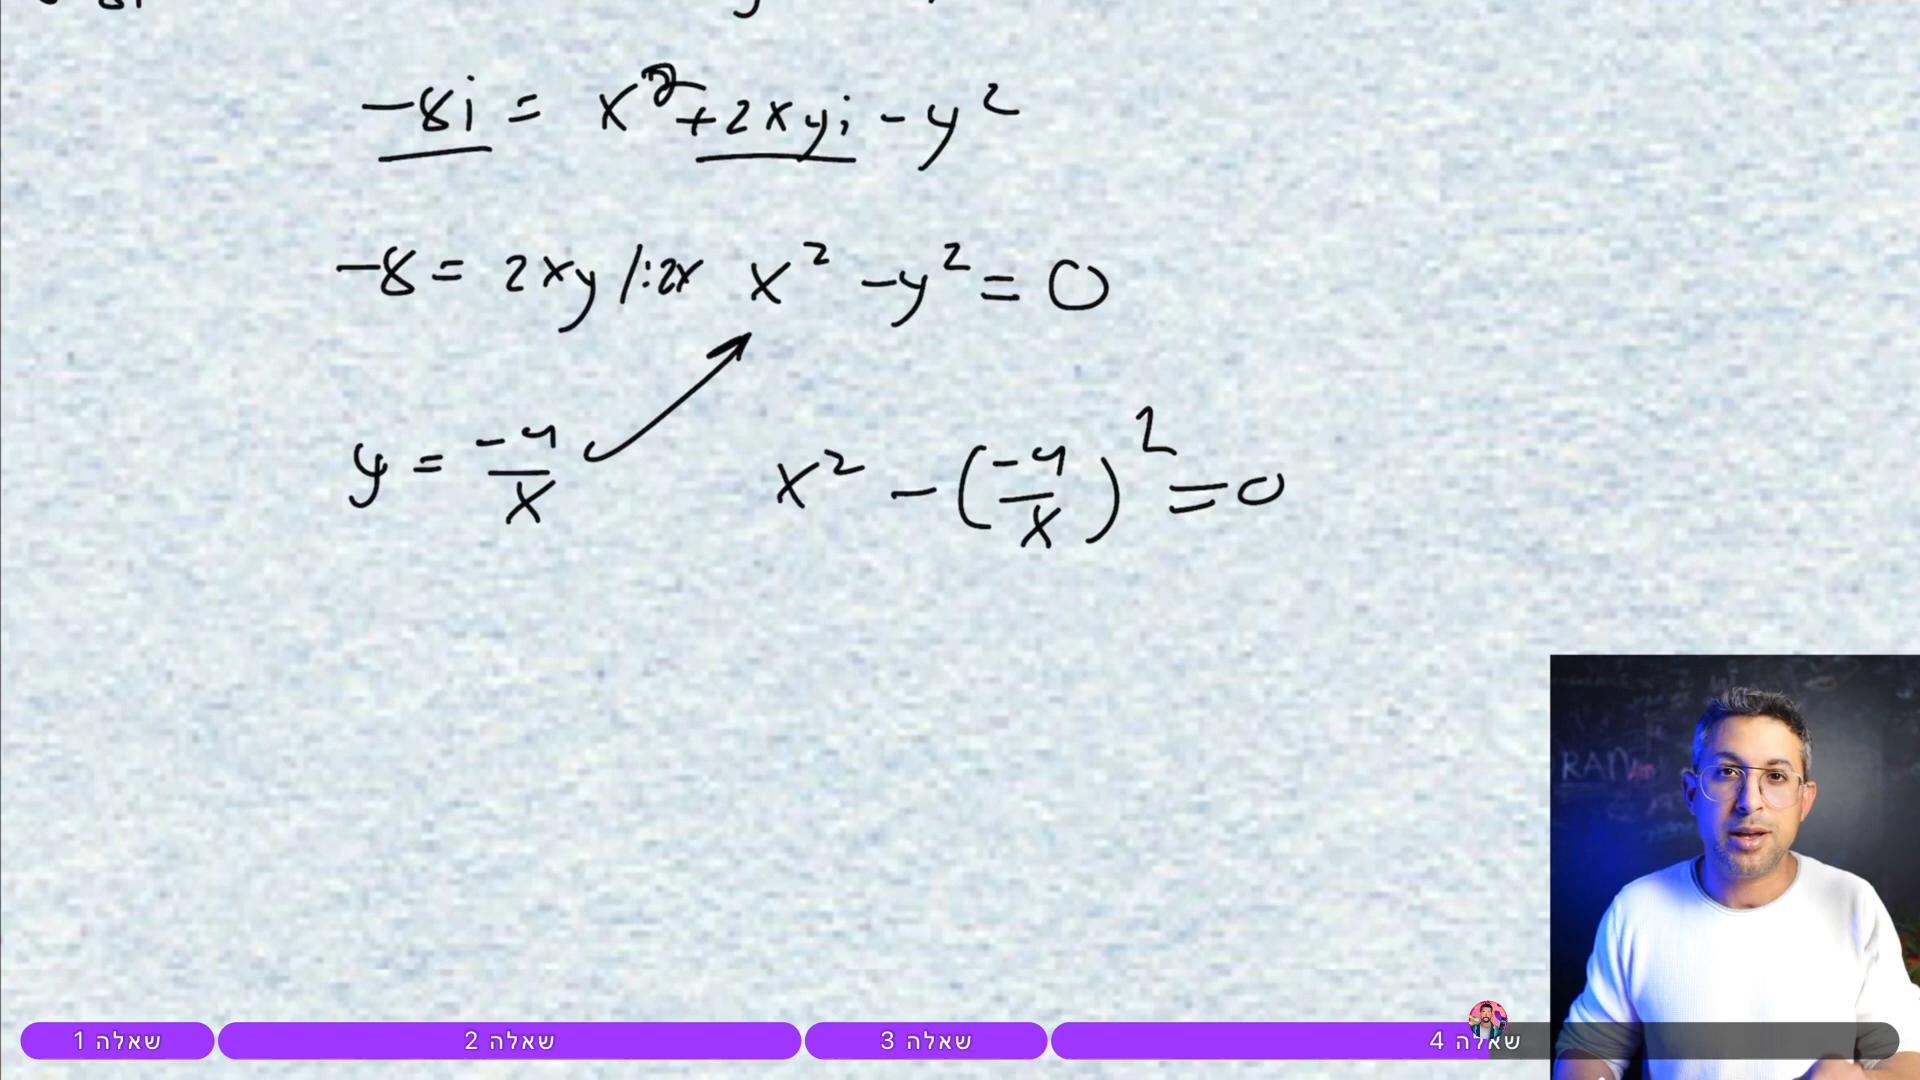 -8i = x² + 2xyi - y²
-8 = 2xy /:2x x² - y² = 0
y = -4/x x² - (-4/x)² = 0
RAN
שאלה 1 שאלה 2 שאלה 3 שאלה 4